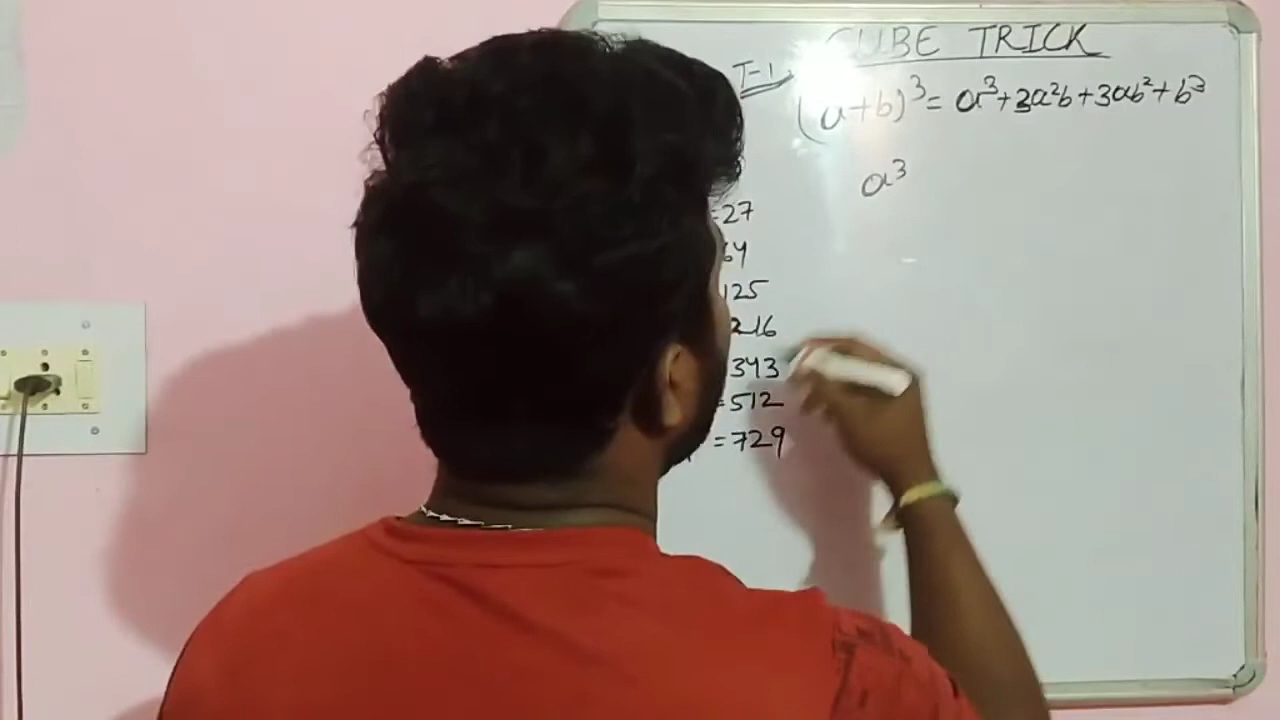 CUBE TRICK
T-1
(a+b)³ = a³+3a²b+3ab²+b³
a³
=27
64
125
216
343
=512
=729